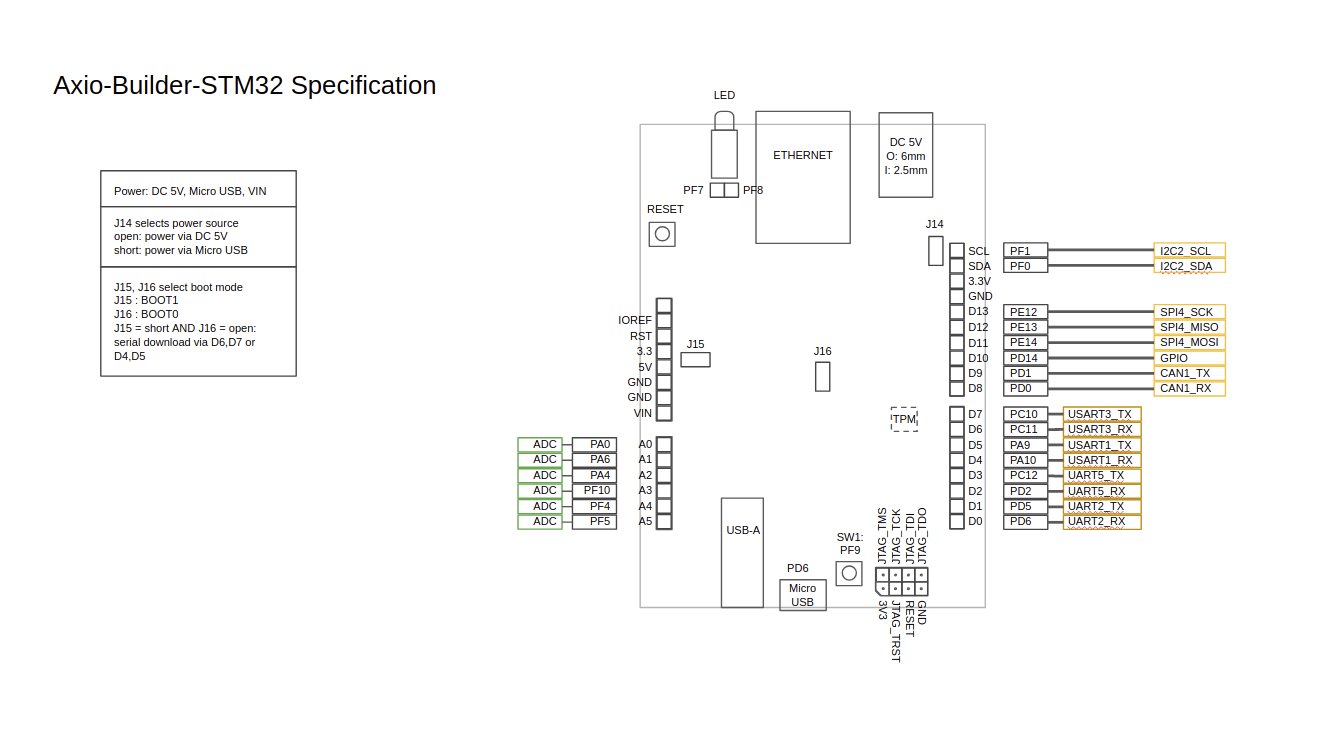 Axio-Builder-STM32 Specification
Power: DC 5V, Micro USB, VIN
J14 selects power source
open: power via DC 5V
short: power via Micro USB
J15, J16 select boot mode
J15 : BOOT1
J16 : BOOT0
J15 = short AND J16 = open:
serial download via D6,D7 or
D4,D5
LED
ETHERNET
DC 5V
O: 6mm
I: 2.5mm
PF7
PF8
RESET
J14
SCL PF1 I2C2_SCL
SDA PF0 I2C2_SDA
3.3V
GND
D13 PE12 SPI4_SCK
D12 PE13 SPI4_MISO
D11 PE14 SPI4_MOSI
D10 PD14 GPIO
D9 PD1 CAN1_TX
D8 PD0 CAN1_RX
IOREF
RST
3.3
5V
GND
GND
VIN
J15
J16
TPM
D7 PC10 USART3_TX
D6 PC11 USART3_RX
D5 PA9 USART1_TX
D4 PA10 USART1_RX
D3 PC12 UART5_TX
D2 PD2 UART5_RX
D1 PD5 UART2_TX
D0 PD6 UART2_RX
ADC PA0 A0
ADC PA6 A1
ADC PA4 A2
ADC PF10 A3
ADC PF4 A4
ADC PF5 A5
USB-A
PD6
Micro
USB
SW1:
PF9
JTAG_TMS
JTAG_TCK
JTAG_TDI
JTAG_TDO
3V3
JTAG_TRST
RESET
GND